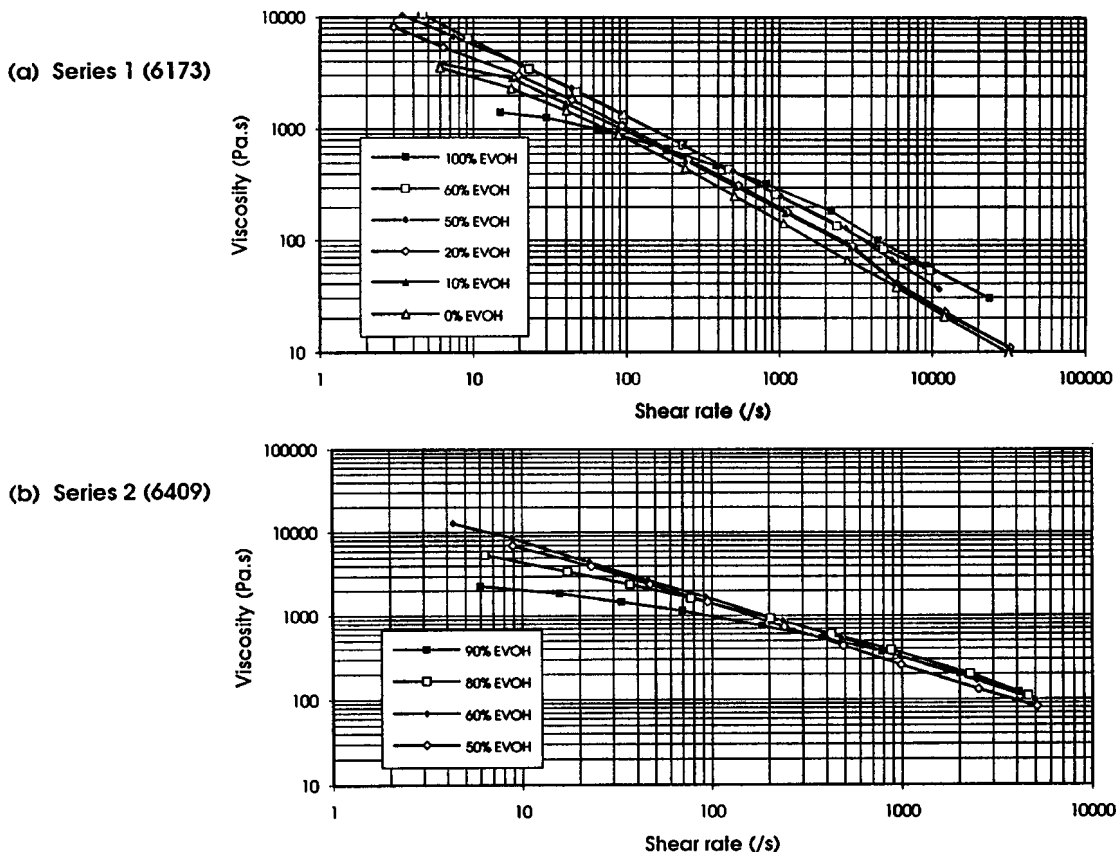 (a) Series 1 (6173)
Viscosity (Pa.s)
10000
1000
100
10
100% EVOH
60% EVOH
50% EVOH
20% EVOH
10% EVOH
0% EVOH
1
10
100
1000
10000
100000
Shear rate (/s)
(b) Series 2 (6409)
Viscosity (Pa.s)
100000
10000
1000
100
10
90% EVOH
80% EVOH
60% EVOH
50% EVOH
1
10
100
1000
10000
Shear rate (/s)